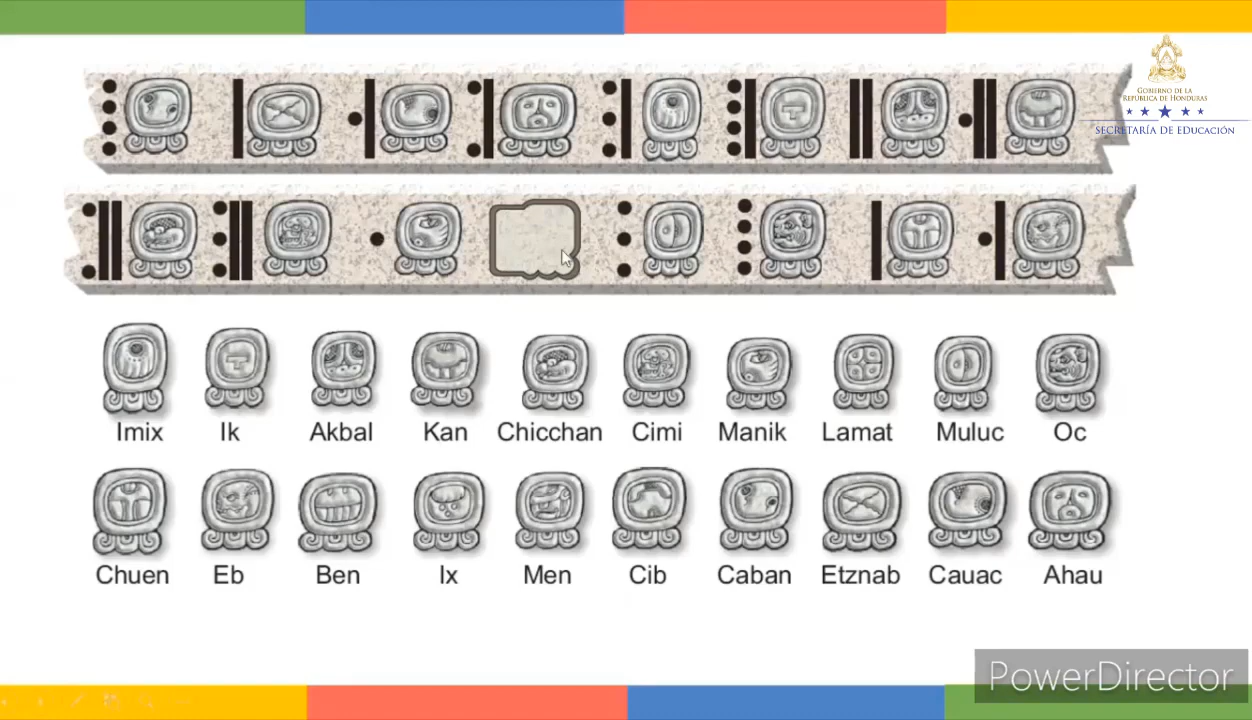 GOBIERNO DE LA
REPÚBLICA DE HONDURAS
SECRETARÍA DE EDUCACIÓN
Imix Ik Akbal Kan Chicchan Cimi Manik Lamat Muluc Oc
Chuen Eb Ben Ix Men Cib Caban Etznab Cauac Ahau
PowerDirector